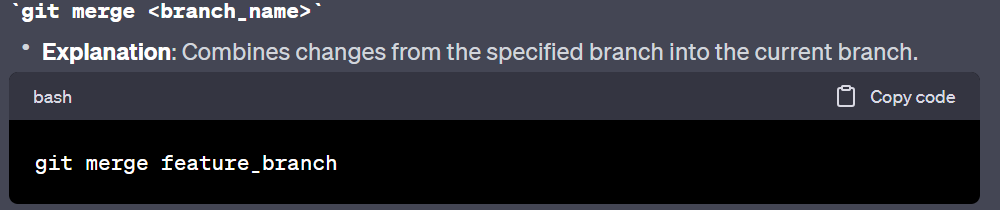 `git merge <branch_name>`
• Explanation: Combines changes from the specified branch into the current branch.
bash Copy code
git merge feature_branch